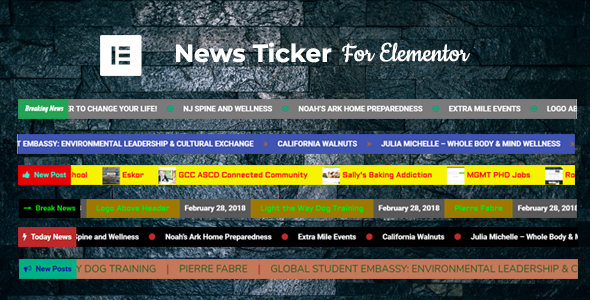 News Ticker For Elementor
Breaking News TO CHANGE YOUR LIFE! NJ SPINE AND WELLNESS NOAH'S ARK HOME PREPAREDNESS EXTRA MILE EVENTS LOGO
EMBASSY: ENVIRONMENTAL LEADERSHIP & CULTURAL EXCHANGE CALIFORNIA WALNUTS JULIA MICHELLE – WHOLE BODY & MIND WELLNESS
New Post hool Eskor GCC ASCD Connected Community Sally's Baking Addiction MGMT PHD Jobs Ro
Break News Logo Above Header February 28, 2018 Light the Way Dog Training February 28, 2018 Pierre Fabre February 28, 2018
Today News Spine and Wellness Noah's Ark Home Preparedness Extra Mile Events California Walnuts Julia Michelle – Whole Body &
New Posts Y DOG TRAINING | PIERRE FABRE | GLOBAL STUDENT EMBASSY: ENVIRONMENTAL LEADERSHIP & C